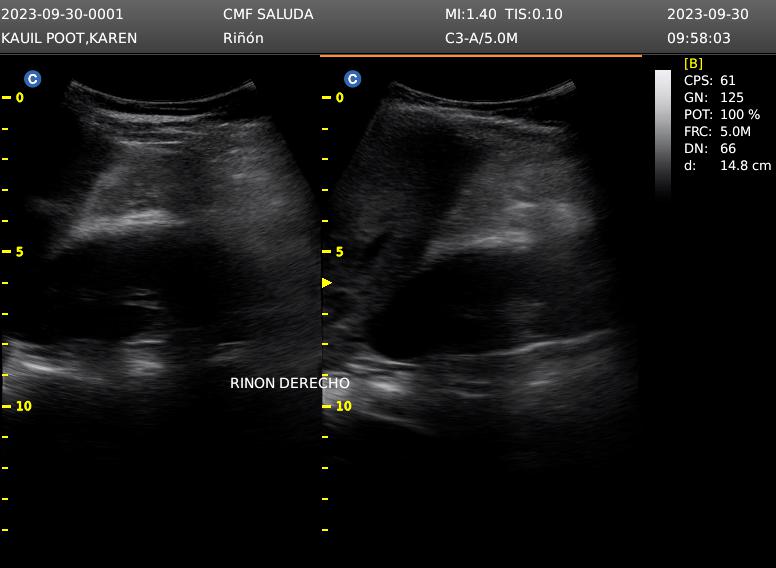 2023-09-30-0001 CMF SALUDA MI:1.40 TIS:0.10 2023-09-30
KAUIL POOT,KAREN Riñón C3-A/5.0M 09:58:03
[B]
C C CPS: 61
0 0 GN: 125
POT: 100 %
FRC: 5.0M
DN: 66
d: 14.8 cm
5 5
RINON DERECHO
10 10